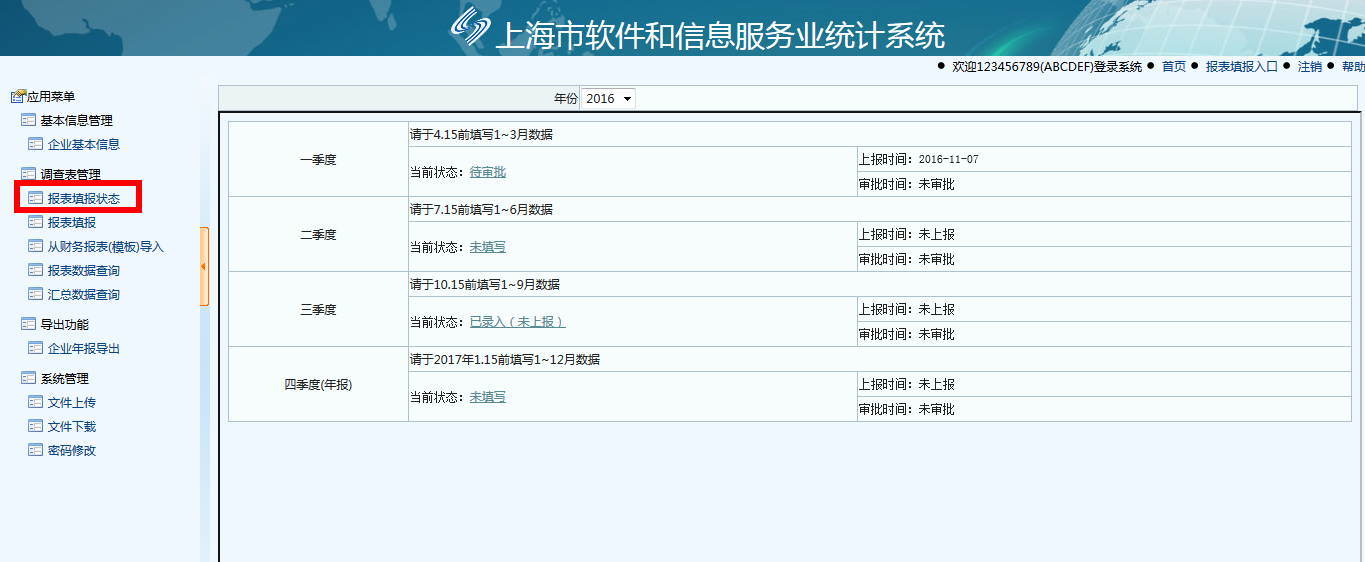 上海市软件和信息服务业统计系统
● 欢迎123456789(ABCDEF)登录系统 ● 首页 ● 报表填报入口 ● 注销 ● 帮助
应用菜单
基本信息管理
企业基本信息
调查表管理
报表填报状态
报表填报
从财务报表(模板)导入
报表数据查询
汇总数据查询
导出功能
企业年报导出
系统管理
文件上传
文件下载
密码修改
年份 2016
一季度
请于4.15前填写1~3月数据
当前状态：待审批
上报时间：2016-11-07
审批时间：未审批
二季度
请于7.15前填写1~6月数据
当前状态：未填写
上报时间：未上报
审批时间：未审批
三季度
请于10.15前填写1~9月数据
当前状态：已录入（未上报）
上报时间：未上报
审批时间：未审批
四季度(年报)
请于2017年1.15前填写1~12月数据
当前状态：未填写
上报时间：未上报
审批时间：未审批